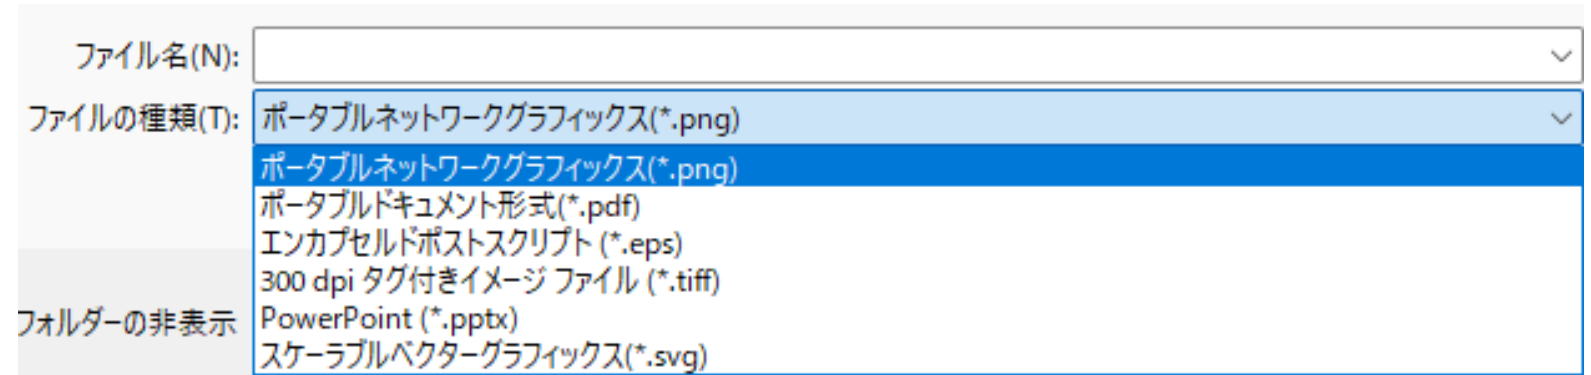 ファイル名(N):
ファイルの種類(T): ポータブルネットワークグラフィックス(*.png)
ポータブルネットワークグラフィックス(*.png)
ポータブルドキュメント形式(*.pdf)
エンカプセルドポストスクリプト (*.eps)
300 dpi タグ付きイメージ ファイル (*.tiff)
フォルダーの非表示 PowerPoint (*.pptx)
スケーラブルベクターグラフィックス(*.svg)